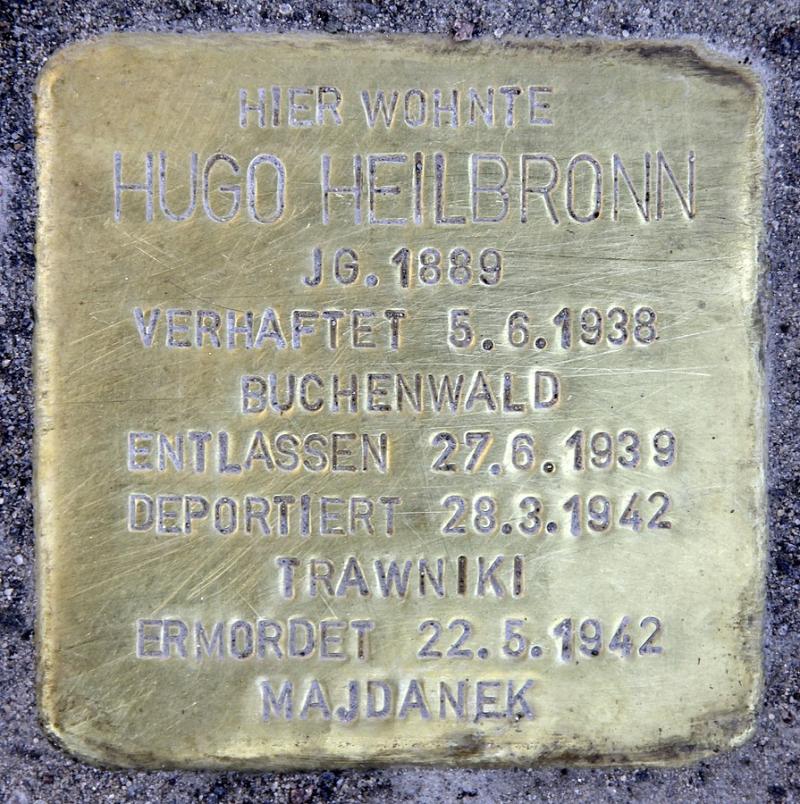 HIER WOHNTE
HUGO HEILBRONN
JG. 1889
VERHAFTET 5.6.1938
BUCHENWALD
ENTLASSEN 27.6.1939
DEPORTIERT 28.3.1942
TRAWNIKI
ERMORDET 22.5.1942
MAJDANEK